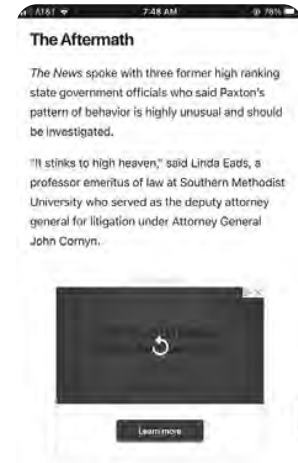 AT&T 7:48 AM 76%
The Aftermath
The News spoke with three former high ranking
state government officials who said Paxton's
pattern of behavior is highly unusual and should
be investigated.
"It stinks to high heaven," said Linda Eads, a
professor emeritus of law at Southern Methodist
University who served as the deputy attorney
general for litigation under Attorney General
John Cornyn.
Learn more